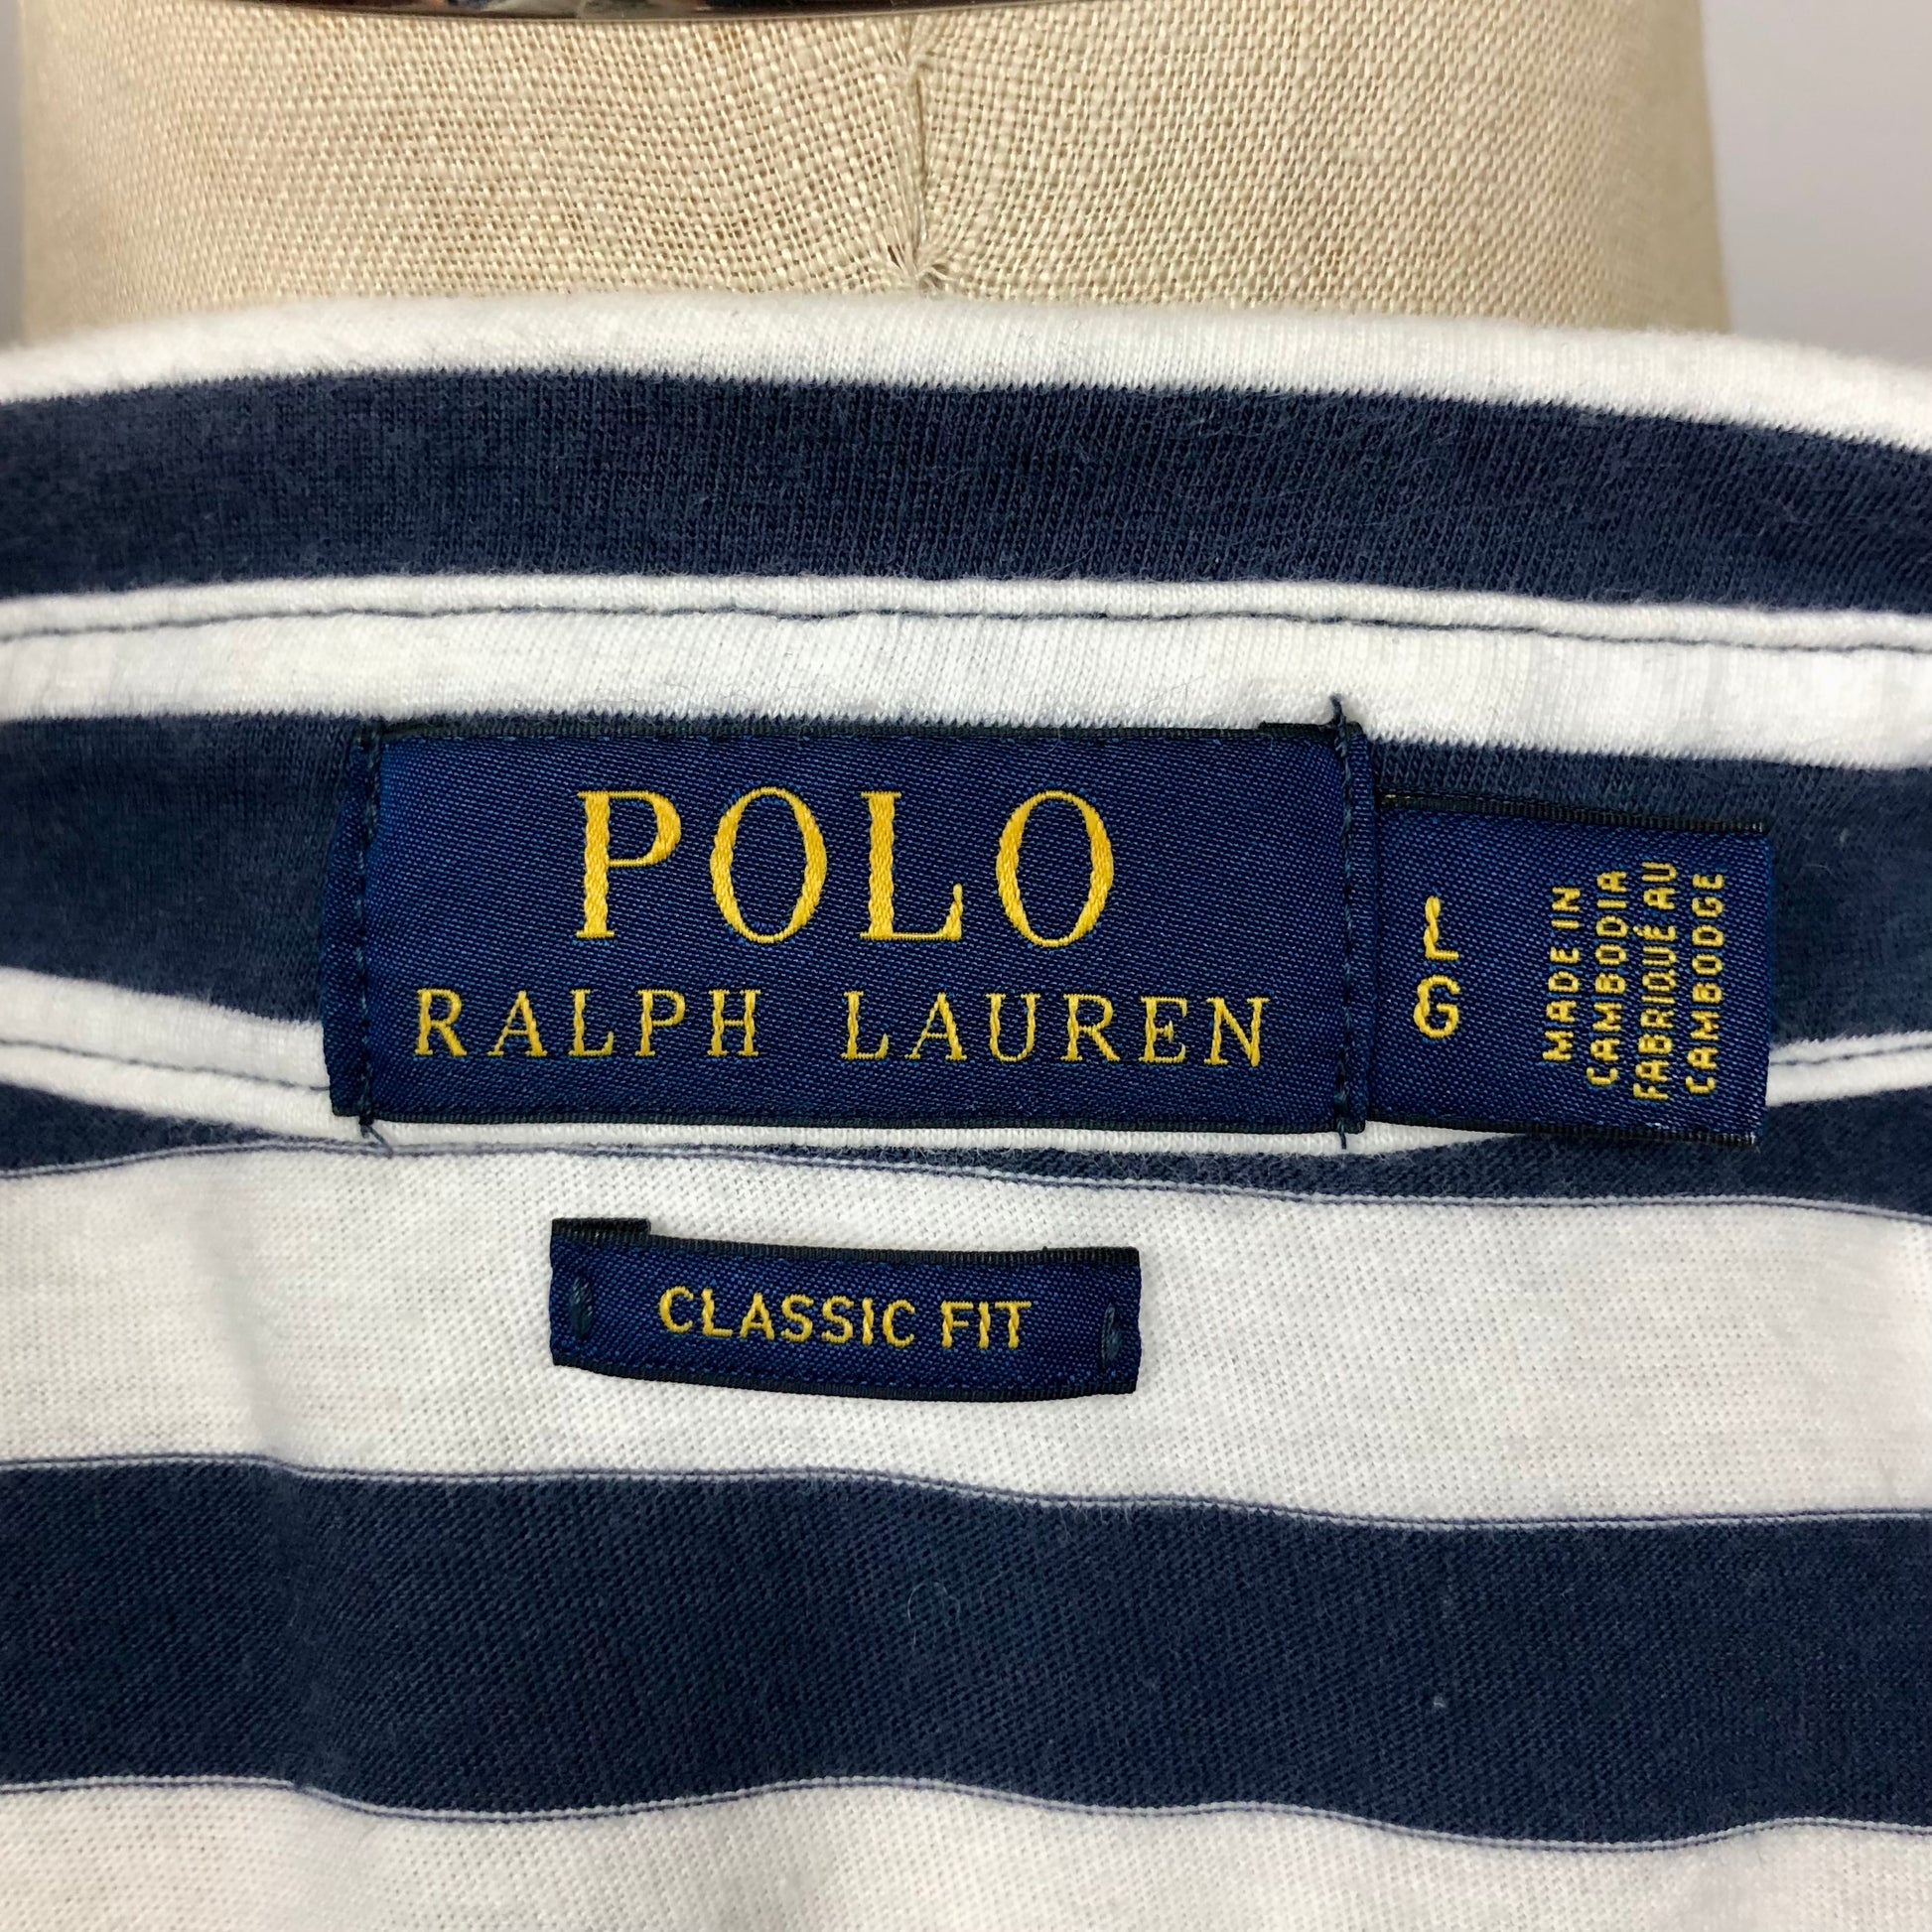 POLO
RALPH LAUREN
L
G
MADE IN
CAMBODIA
FABRIQUÉ AU
CAMBODGE
CLASSIC FIT